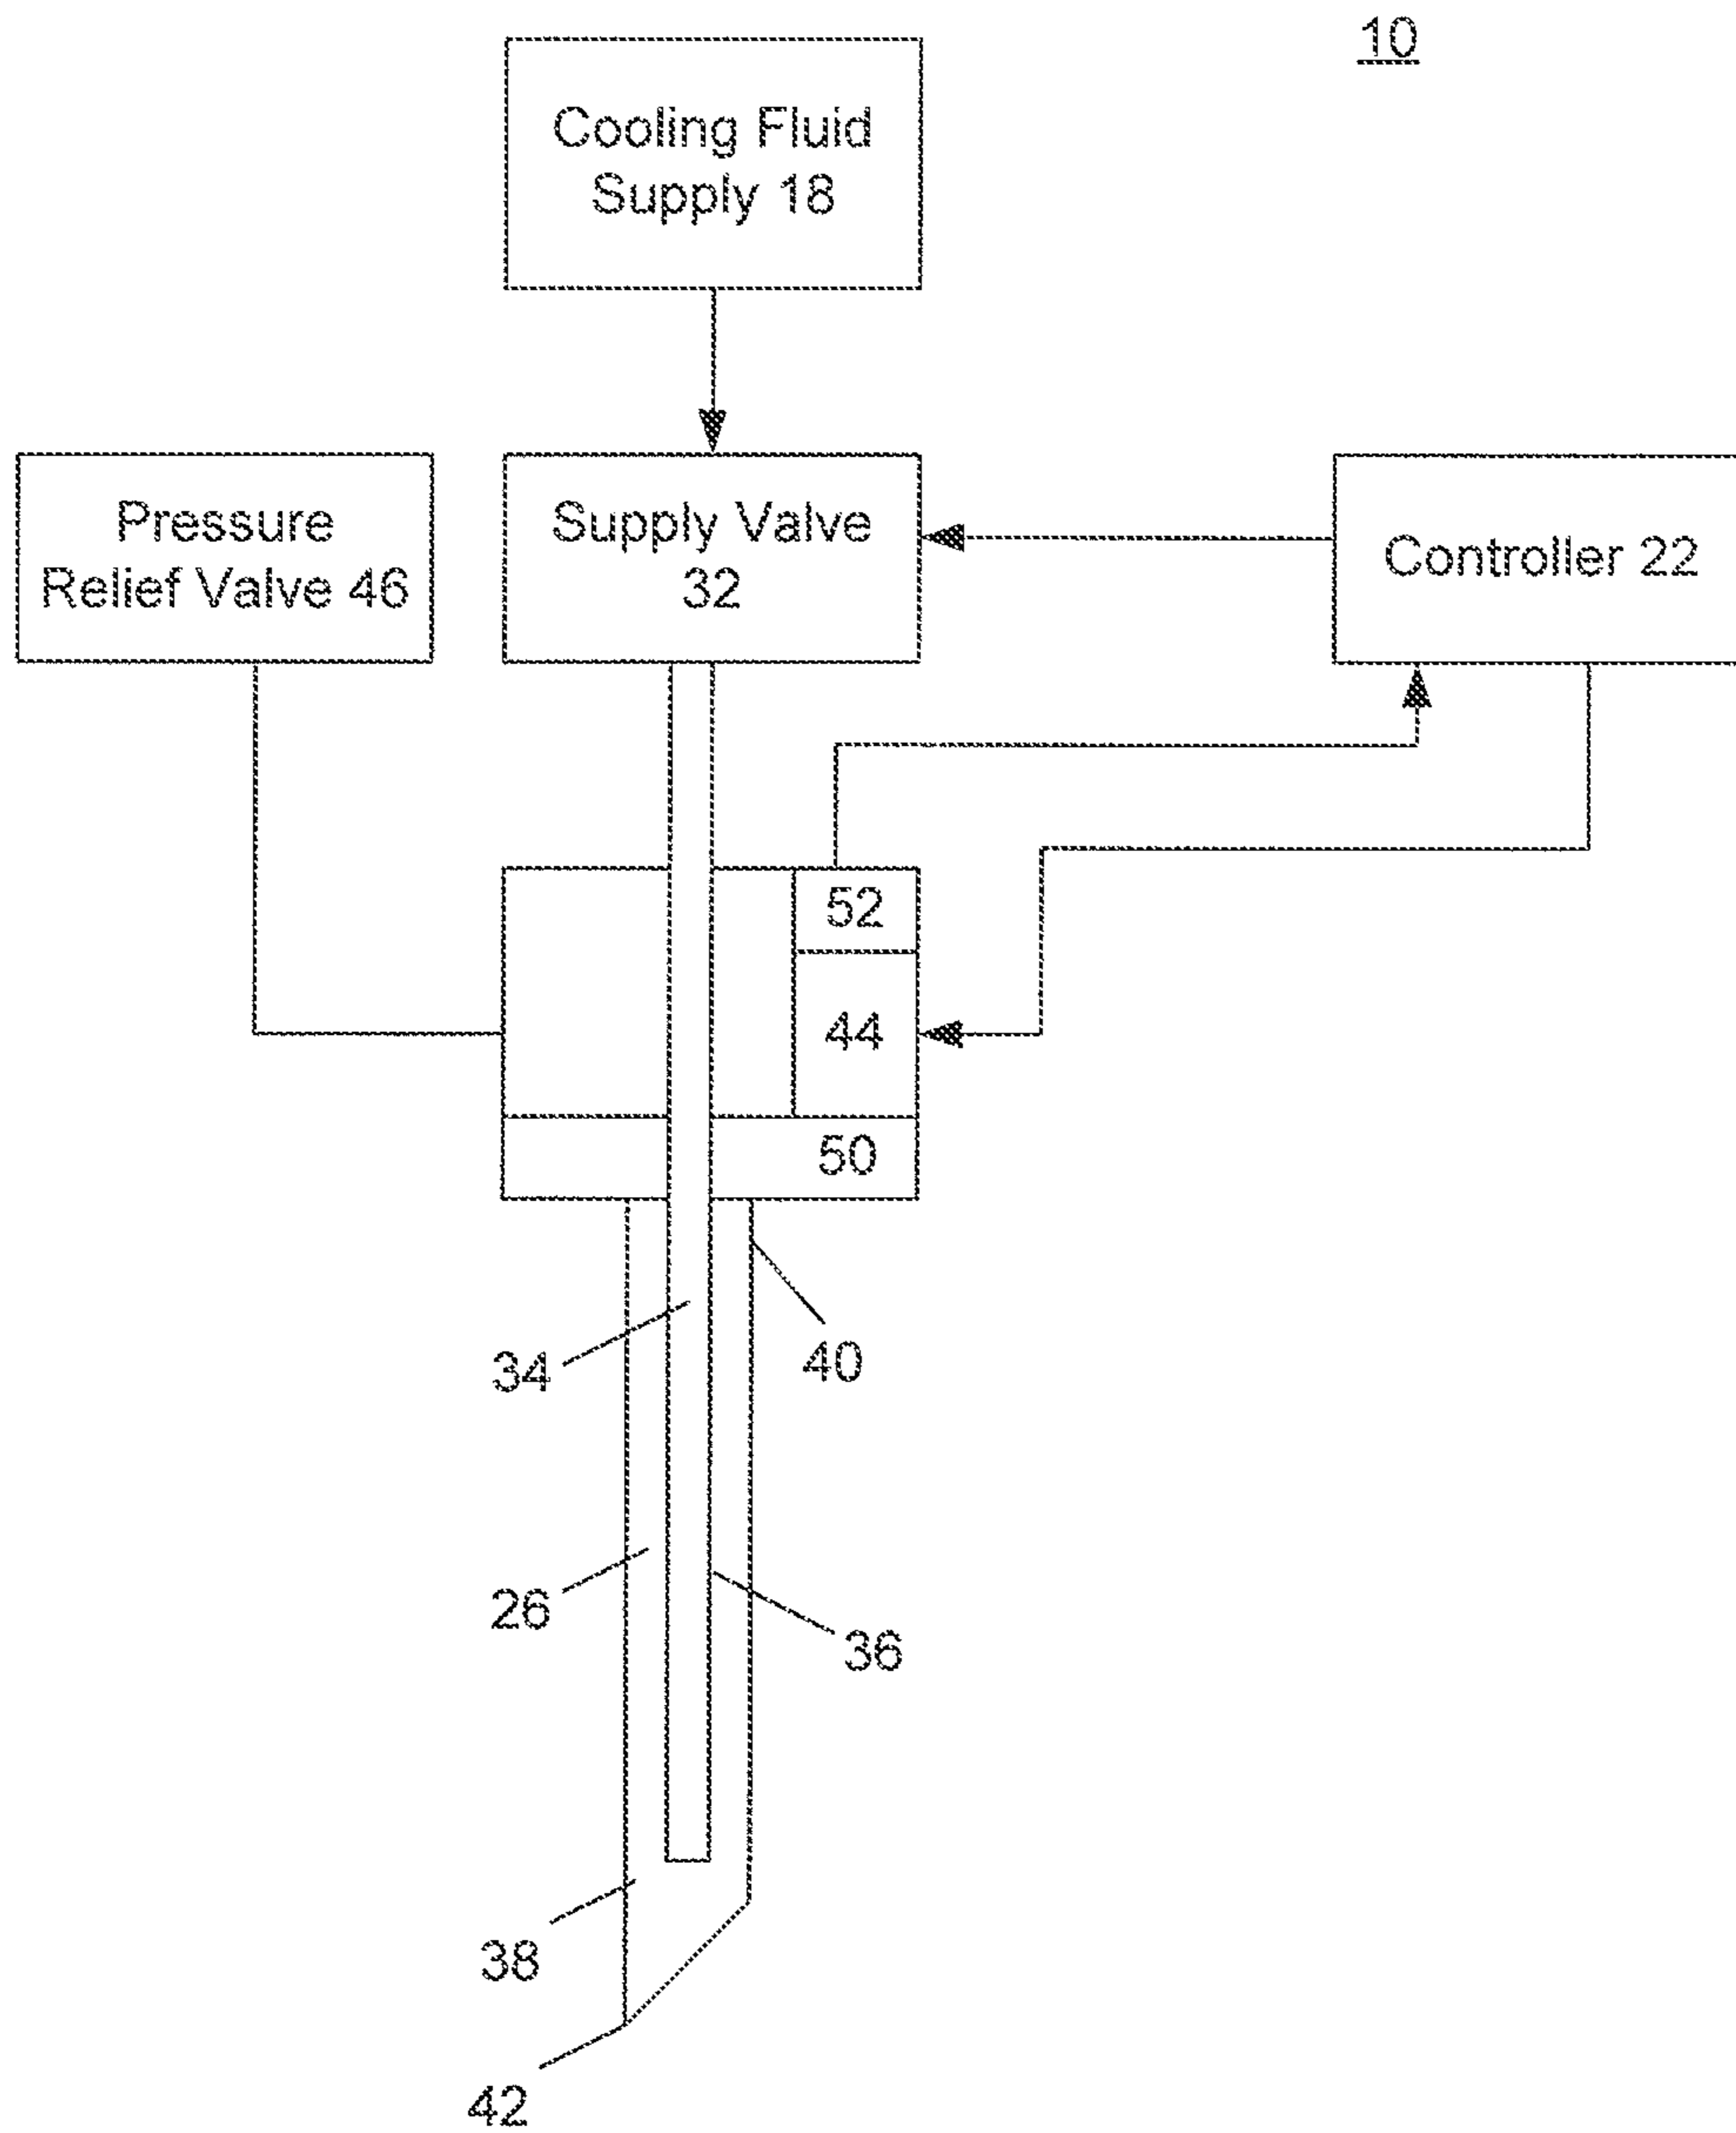 10
Cooling Fluid
Supply 18
Pressure
Relief Valve 46
Supply Valve
32
Controller 22
52
44
50
34
40
26
36
38
42